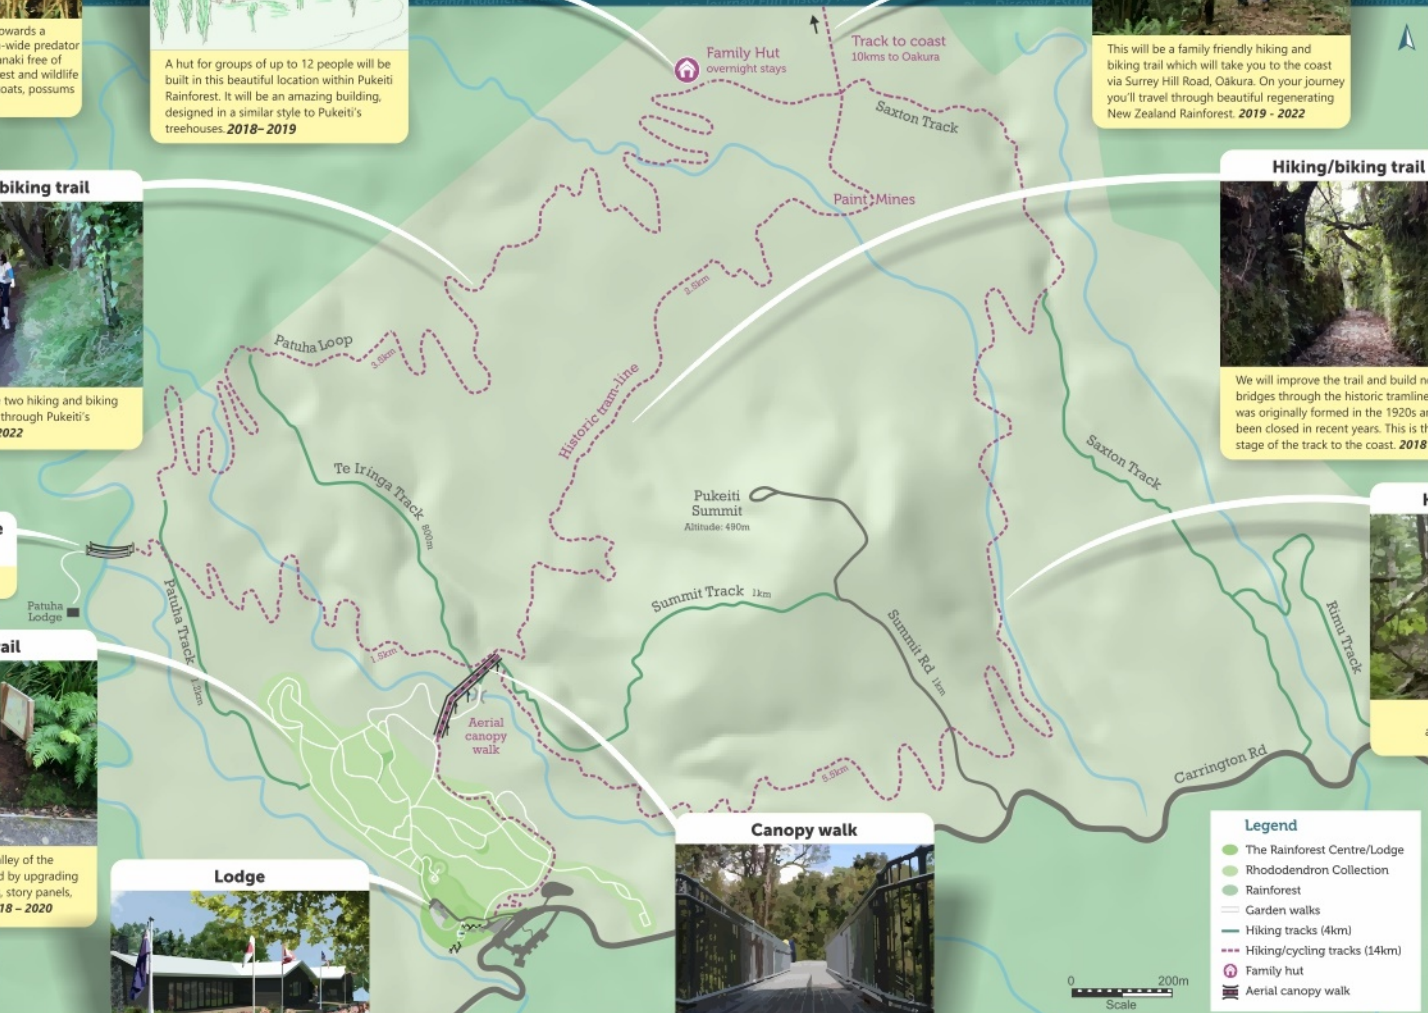 owards a
-wide predator
anaki free of
est and wildlife
oats, possums
A hut for groups of up to 12 people will be
built in this beautiful location within Pukeiti
Rainforest. It will be an amazing building,
designed in a similar style to Pukeiti's
treehouses. 2018– 2019
Family Hut
overnight stays
Track to coast
10kms to Oakura
This will be a family friendly hiking and
biking trail which will take you to the coast
via Surrey Hill Road, Oākura. On your journey
you'll travel through beautiful regenerating
New Zealand Rainforest. 2019 - 2022
Saxton Track
biking trail
two hiking and biking
through Pukeiti's
2022
Paint Mines
Hiking/biking trail
We will improve the trail and build n
bridges through the historic tramline
was originally formed in the 1920s a
been closed in recent years. This is th
stage of the track to the coast. 2018
2.5km
Patuha Loop
3.5km
Historic tram-line
Te Iringa Track 800m
Saxton Track
Pukeiti
Summit
Altitude: 490m
Patuha
Lodge
Patuha Track 1.2km
Summit Track 1km
Summit Rd 1km
Rimu Track
1.5km
ail
lley of the
d by upgrading
, story panels,
18 – 2020
Aerial
canopy
walk
5.5km
Carrington Rd
Lodge
Canopy walk
Legend
The Rainforest Centre/Lodge
Rhododendron Collection
Rainforest
Garden walks
Hiking tracks (4km)
Hiking/cycling tracks (14km)
Family hut
Aerial canopy walk
0 200m
Scale